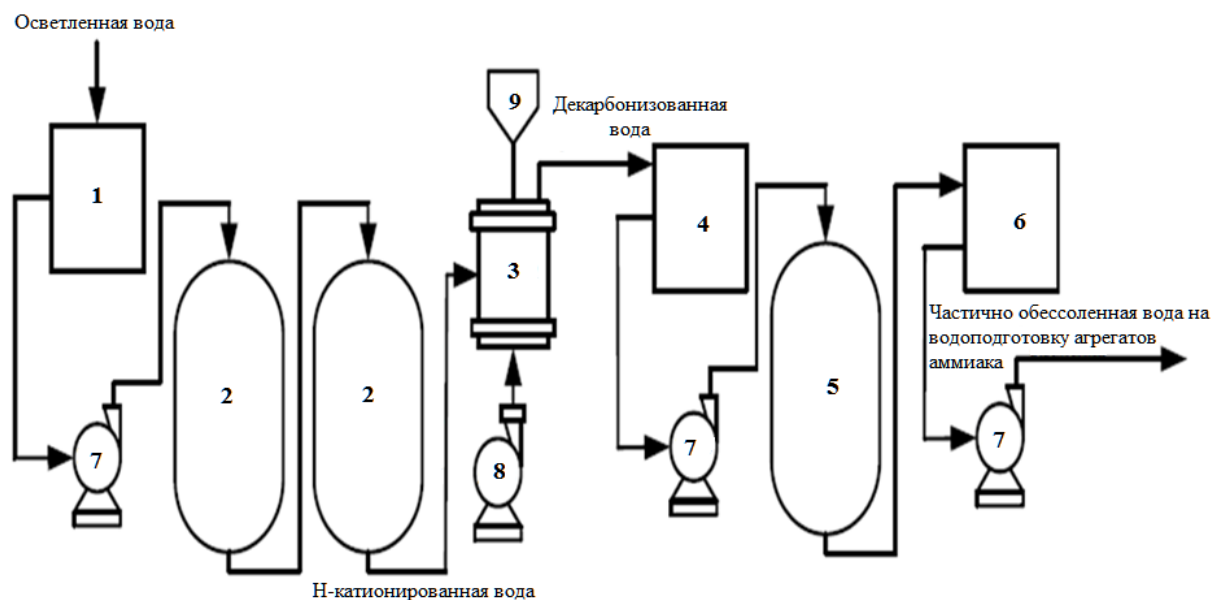 Осветленная вода
1
7
2
2
Н-катионированная вода
9
3
8
Декарбонизованная
вода
4
7
5
6
Частично обессоленная вода на
водоподготовку агрегатов
аммиака
7